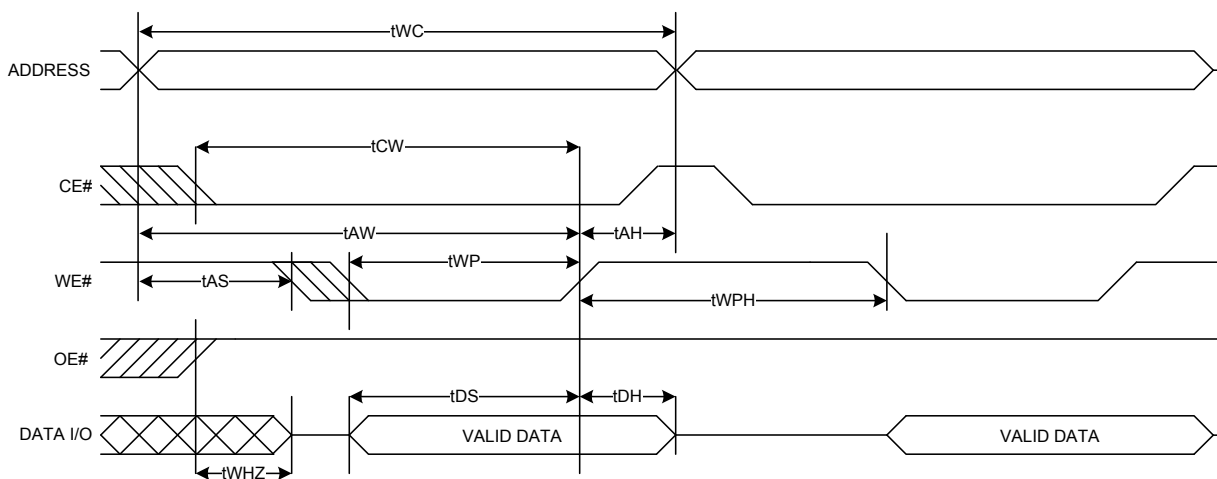 tWC
ADDRESS
tCW
CE#
tAW
tAH
tWP
WE#
tAS
tWPH
OE#
tDS
tDH
DATA I/O
VALID DATA
VALID DATA
tWHZ